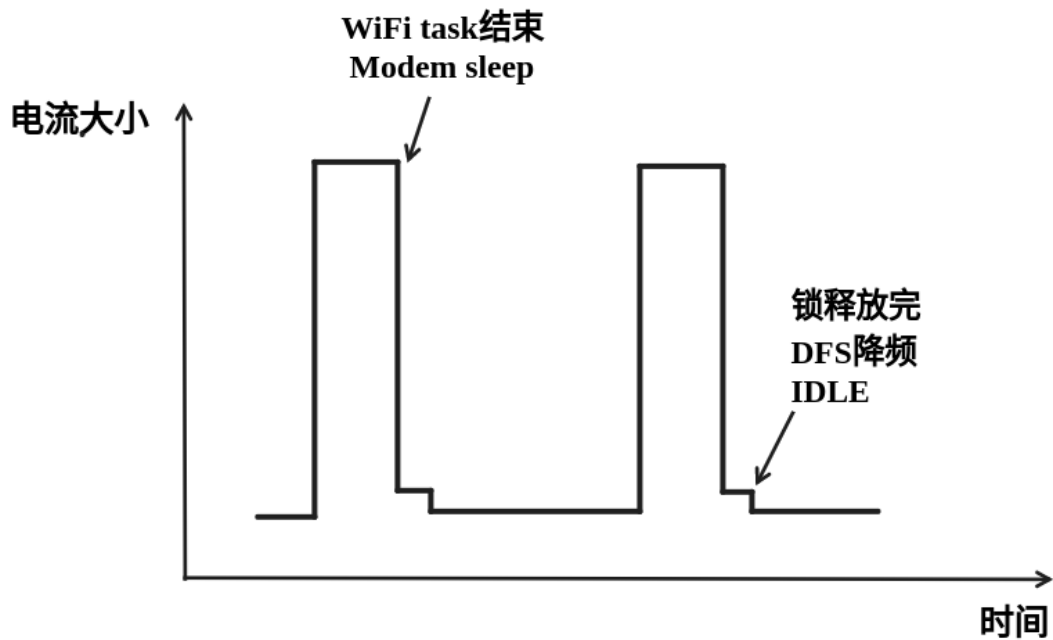 WiFi task结束
Modem sleep
电流大小
锁释放完
DFS降频
IDLE
时间